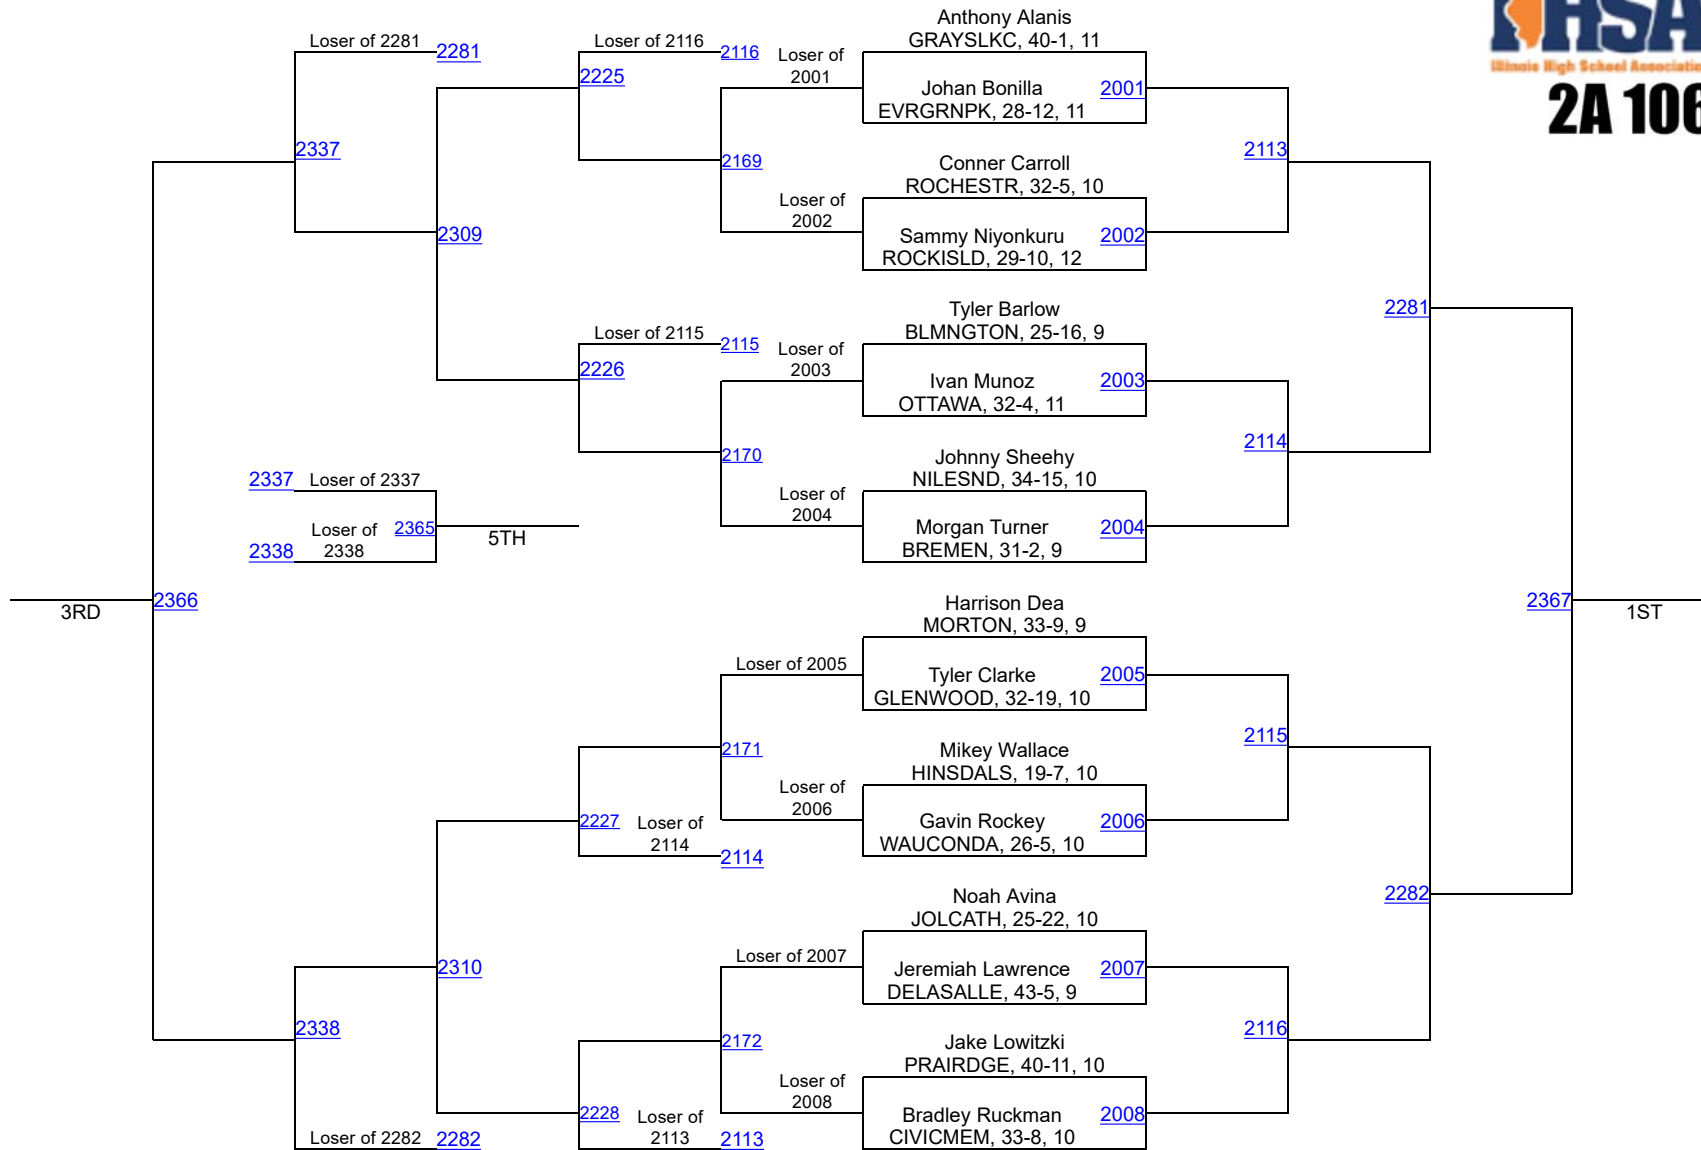 IHSA
Illinois High School Associatio
2A 106
Anthony Alanis
GRAYSLKC, 40-1, 11
Loser of 2281
2281
Loser of 2116
2116
Loser of
2001
2225
Johan Bonilla
EVRGRNPK, 28-12, 11
2001
2337
2169
Conner Carroll
ROCHESTR, 32-5, 10
2113
Loser of
2002
2309
Sammy Niyonkuru
ROCKISLD, 29-10, 12
2002
Tyler Barlow
BLMNGTON, 25-16, 9
2281
Loser of 2115
2115
Loser of
2003
2226
Ivan Munoz
OTTAWA, 32-4, 11
2003
2170
Johnny Sheehy
NILESND, 34-15, 10
2114
2337
Loser of 2337
Loser of
2004
Loser of
2338
2365
5TH
2338
Morgan Turner
BREMEN, 31-2, 9
2004
3RD
2366
Harrison Dea
MORTON, 33-9, 9
2367
1ST
Loser of 2005
Tyler Clarke
GLENWOOD, 32-19, 10
2005
2171
Mikey Wallace
HINSDALS, 19-7, 10
2115
Loser of
2006
2227
Loser of
2114
2114
Gavin Rockey
WAUCONDA, 26-5, 10
2006
Noah Avina
JOLCATH, 25-22, 10
2282
Loser of 2007
2310
Jeremiah Lawrence
DELASALLE, 43-5, 9
2007
2338
2172
Jake Lowitzki
PRAIRDGE, 40-11, 10
2116
Loser of
2008
2228
Loser of
2113
2113
Bradley Ruckman
CIVICMEM, 33-8, 10
2008
Loser of 2282
2282